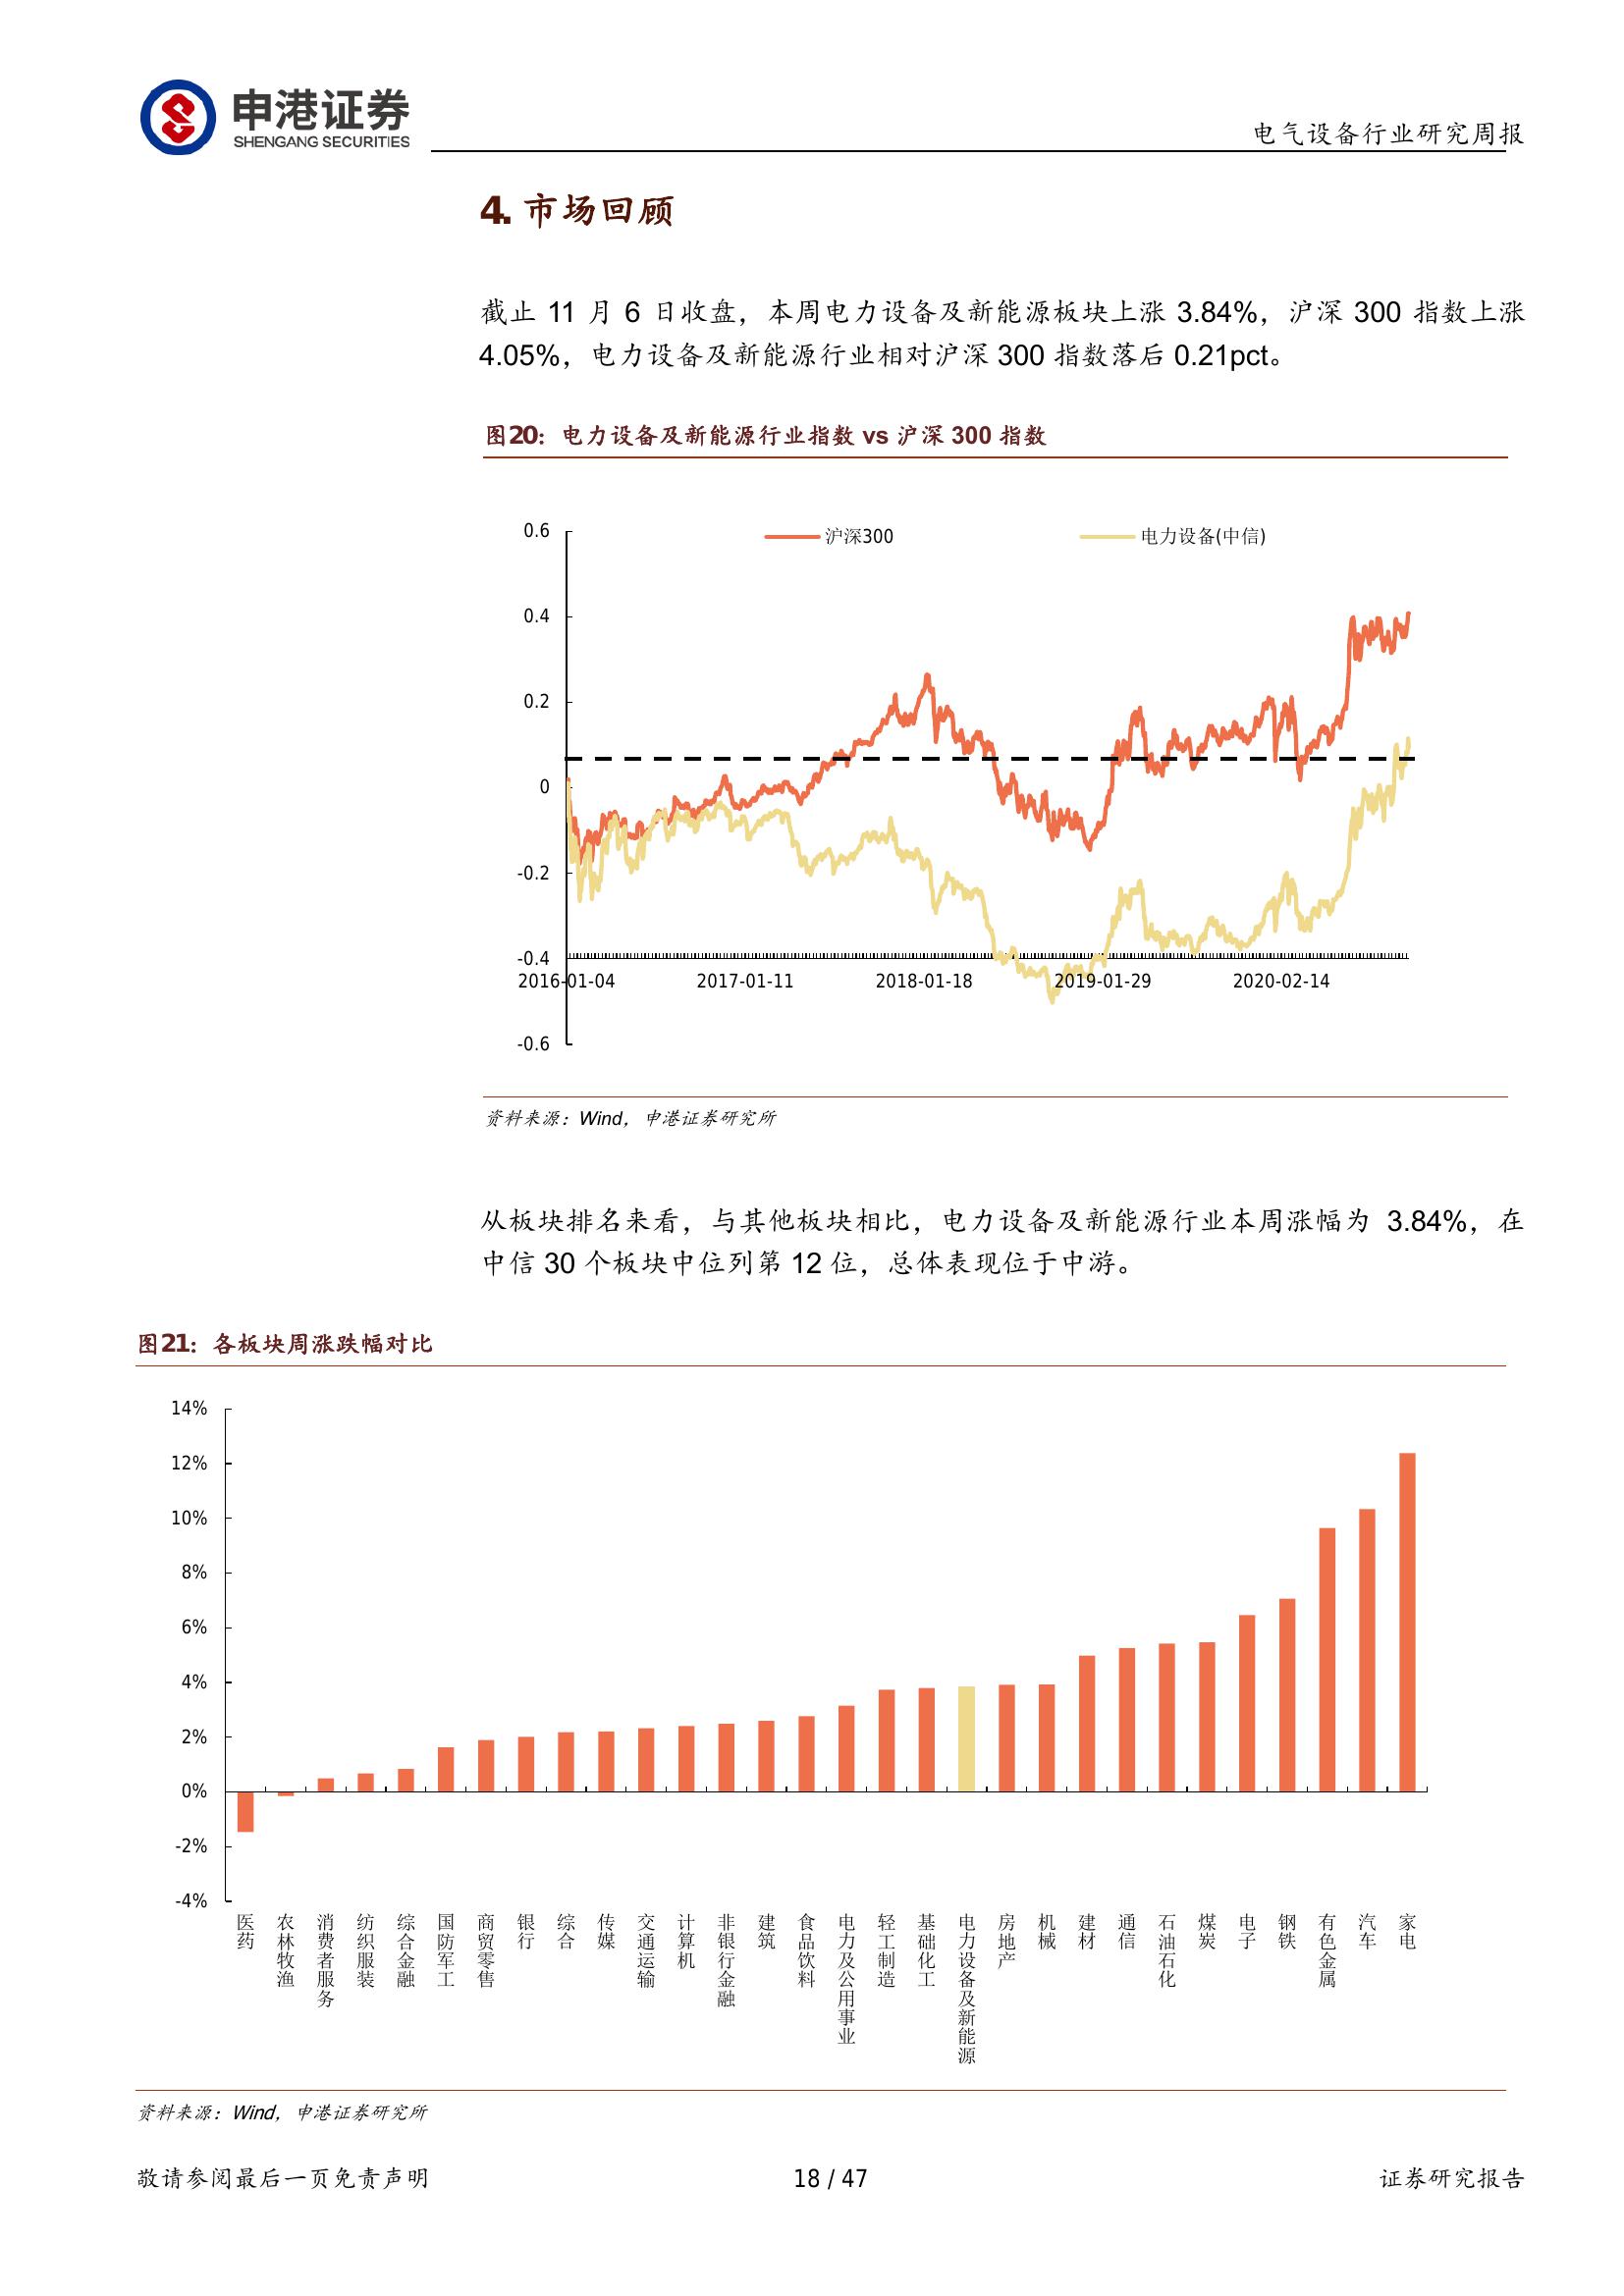 申港证券
SHENGANG SECURITIES
电气设备行业研究周报
4. 市场回顾
截止 11 月 6 日收盘，本周电力设备及新能源板块上涨 3.84%，沪深 300 指数上涨
4.05%，电力设备及新能源行业相对沪深 300 指数落后 0.21pct。
图20：电力设备及新能源行业指数 vs 沪深 300 指数
沪深300
电力设备(中信)
0.6
0.4
0.2
0
-0.2
-0.4
-0.6
2016-01-04
2017-01-11
2018-01-18
2019-01-29
2020-02-14
资料来源：Wind，申港证券研究所
从板块排名来看，与其他板块相比，电力设备及新能源行业本周涨幅为 3.84%，在
中信 30 个板块中位列第 12 位，总体表现位于中游。
图21：各板块周涨跌幅对比
14%
12%
10%
8%
6%
4%
2%
0%
-2%
-4%
医药
农林牧渔
消费者服务
纺织服装
综合金融
国防军工
商贸零售
银行
综合
传媒
交通运输
计算机
非银行金融
建筑
食品饮料
电力及公用事业
轻工制造
基础化工
电力设备及新能源
房地产
机械
建材
通信
石油石化
煤炭
电子
钢铁
有色金属
汽车
家电
资料来源：Wind，申港证券研究所
敬请参阅最后一页免责声明
18 / 47
证券研究报告